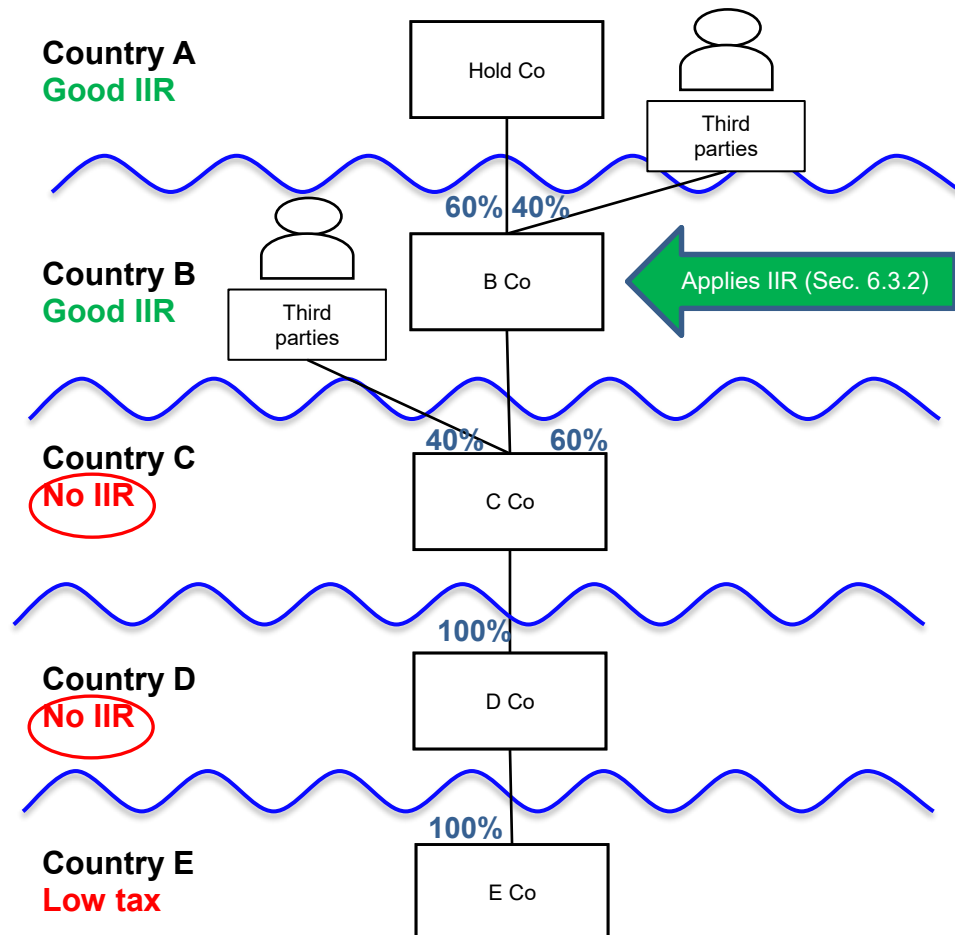 Country A
Good IIR
Hold Co
Third
parties
60% 40%
Country B
Good IIR
Third
parties
B Co
Applies IIR (Sec. 6.3.2)
40%
60%
Country C
No IIR
C Co
100%
Country D
No IIR
D Co
100%
Country E
Low tax
E Co